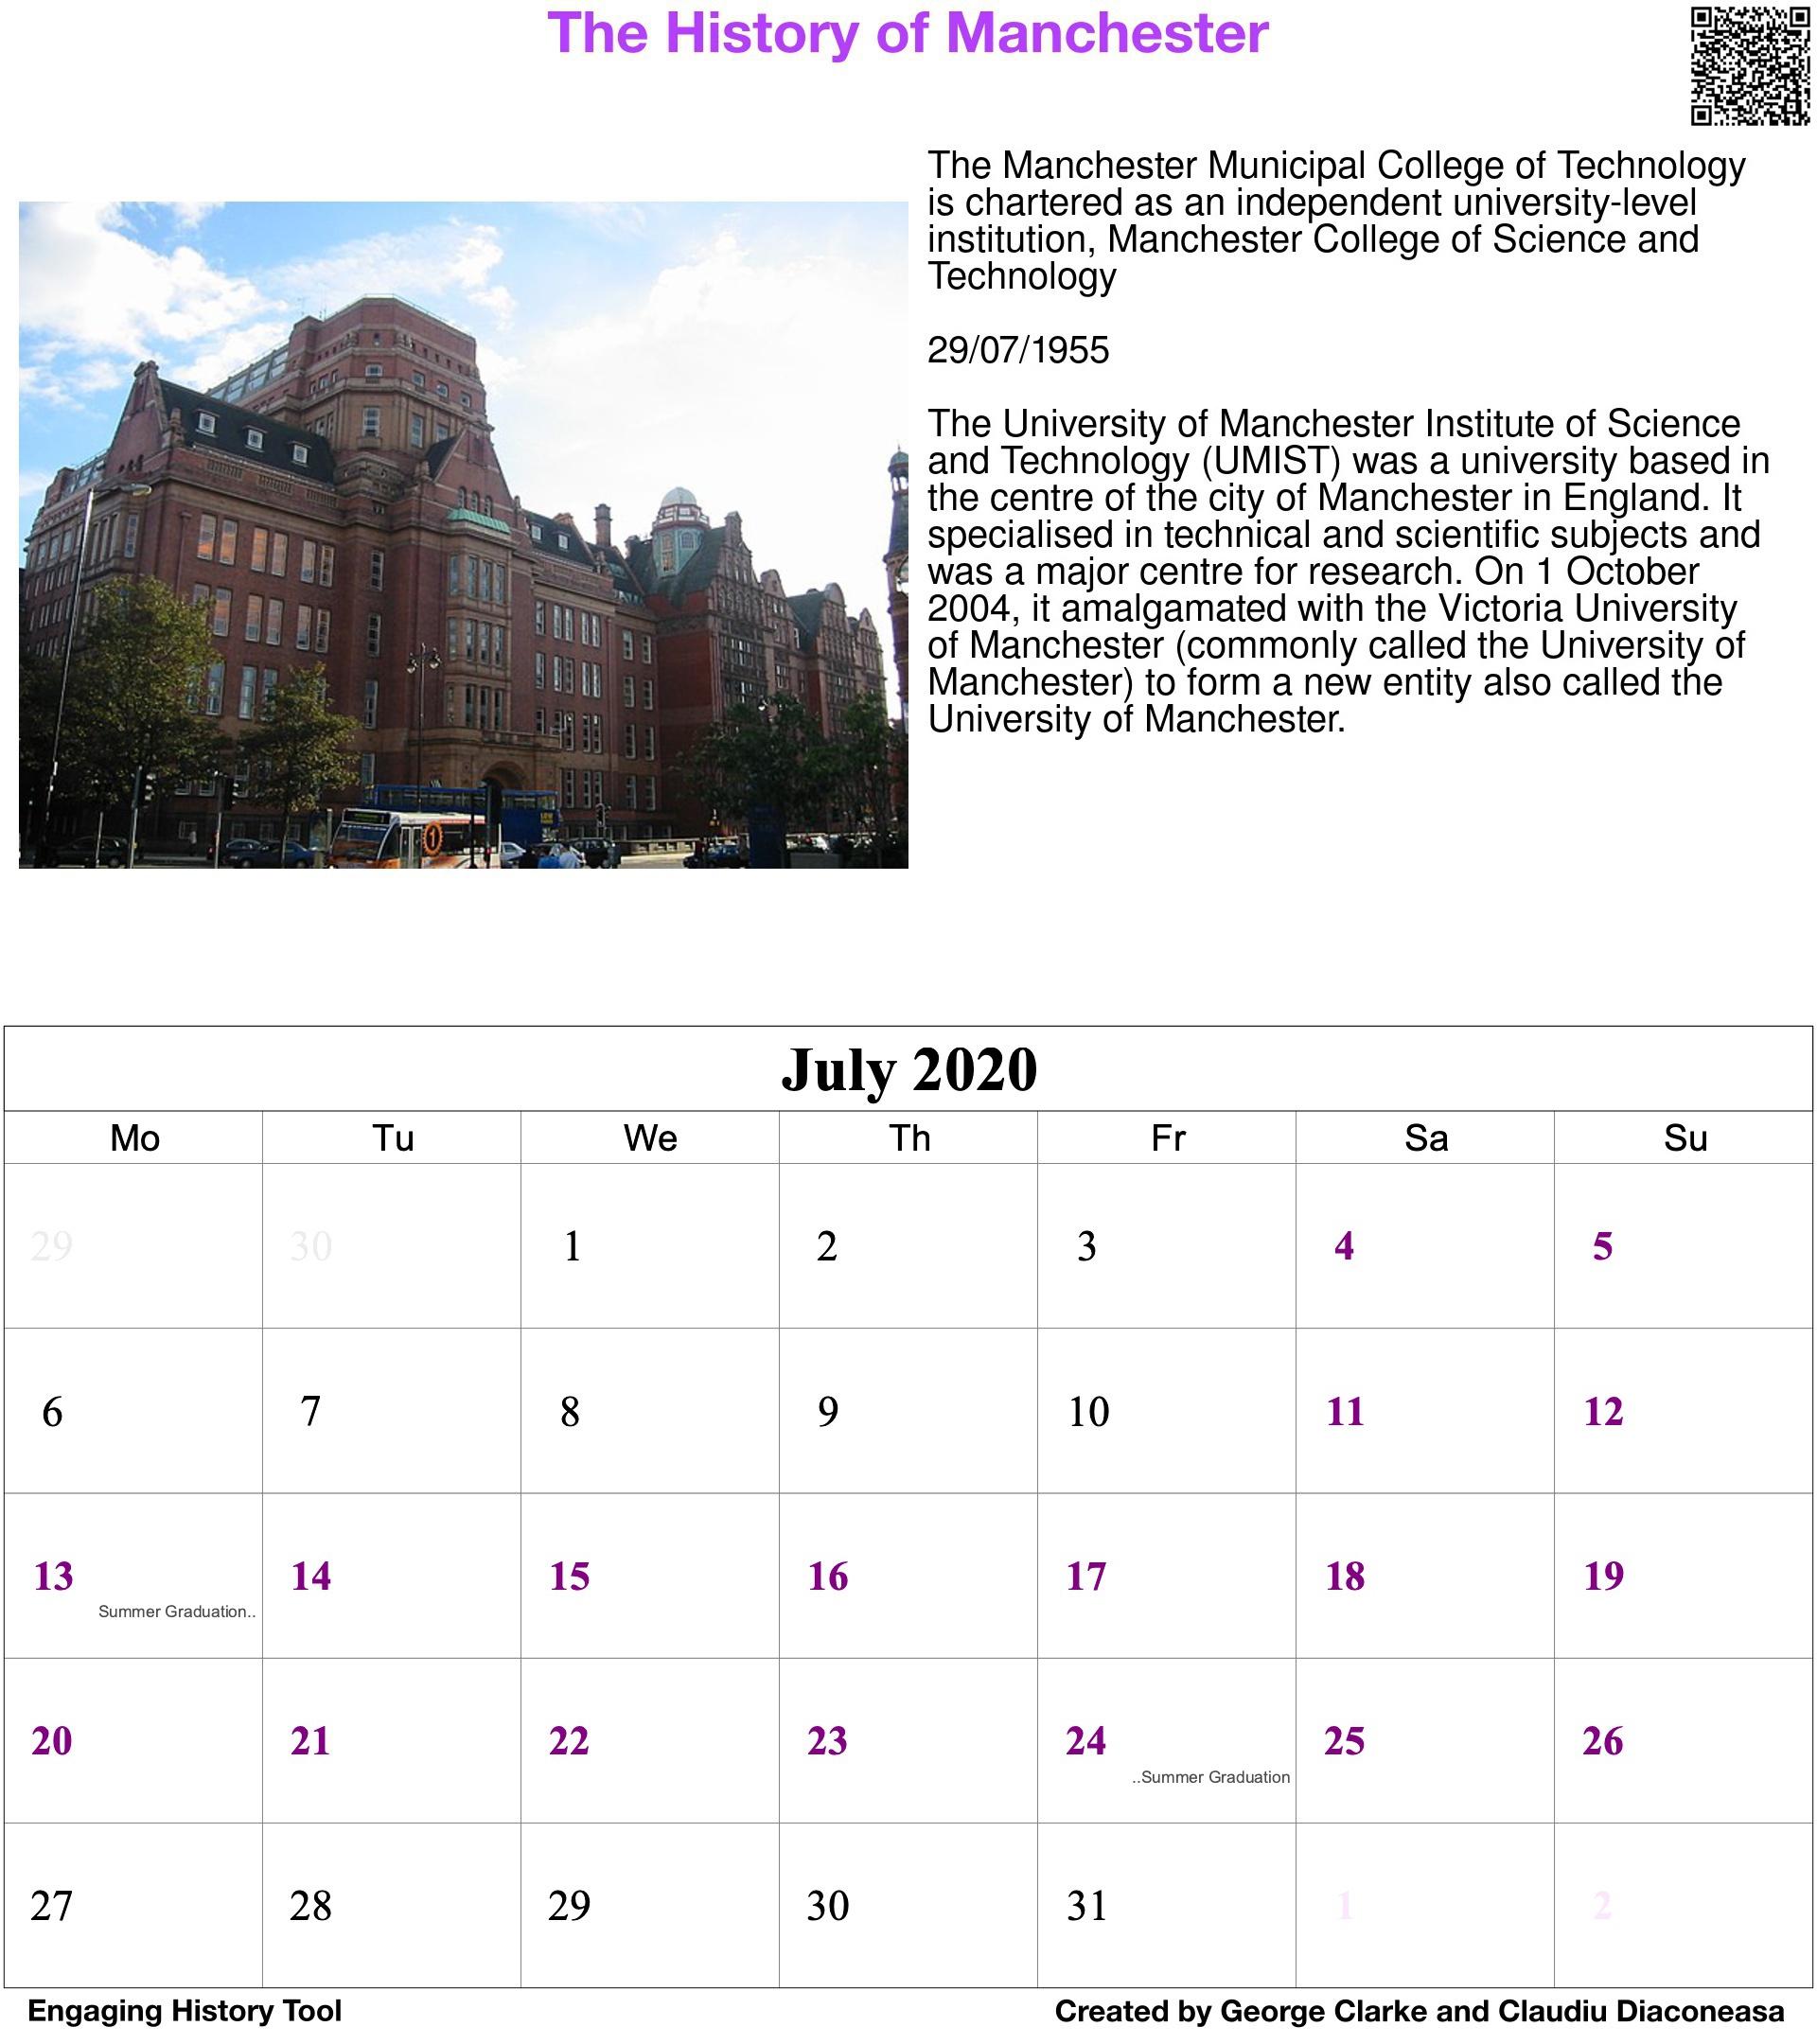 The History of Manchester
The Manchester Municipal College of Technology
is chartered as an independent university-level
institution, Manchester College of Science and
Technology
29/07/1955
The University of Manchester Institute of Science
and Technology (UMIST) was a university based in
the centre of the city of Manchester in England. It
specialised in technical and scientific subjects and
was a major centre for research. On 1 October
2004, it amalgamated with the Victoria University
of Manchester (commonly called the University of
Manchester) to form a new entity also called the
University of Manchester.
July 2020
Mo Tu We Th Fr Sa Su
29 30 1 2 3 4 5
6 7 8 9 10 11 12
13 14 15 16 17 18 19
Summer Graduation..
20 21 22 23 24 25 26
..Summer Graduation
27 28 29 30 31 1 2
Engaging History Tool
Created by George Clarke and Claudiu Diaconeasa